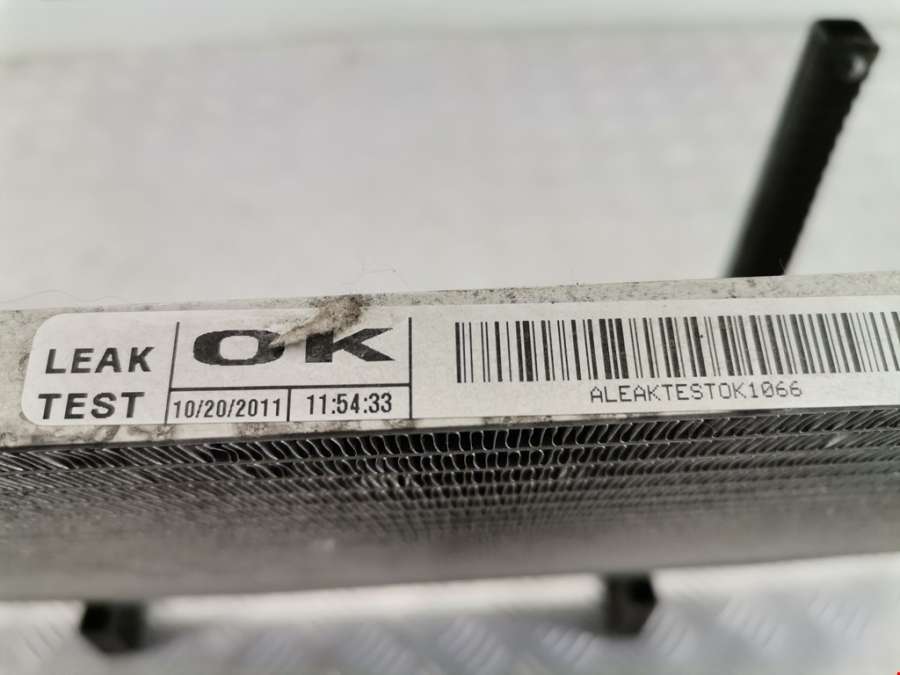 LEAK
TEST
OK
10/20/2011
11:54:33
ALEAKTESTOK1066